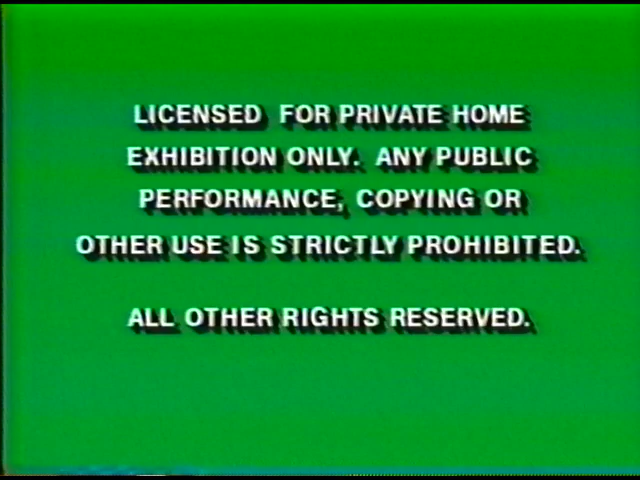 LICENSED FOR PRIVATE HOME
EXHIBITION ONLY. ANY PUBLIC
PERFORMANCE, COPYING OR
OTHER USE IS STRICTLY PROHIBITED.
ALL OTHER RIGHTS RESERVED.